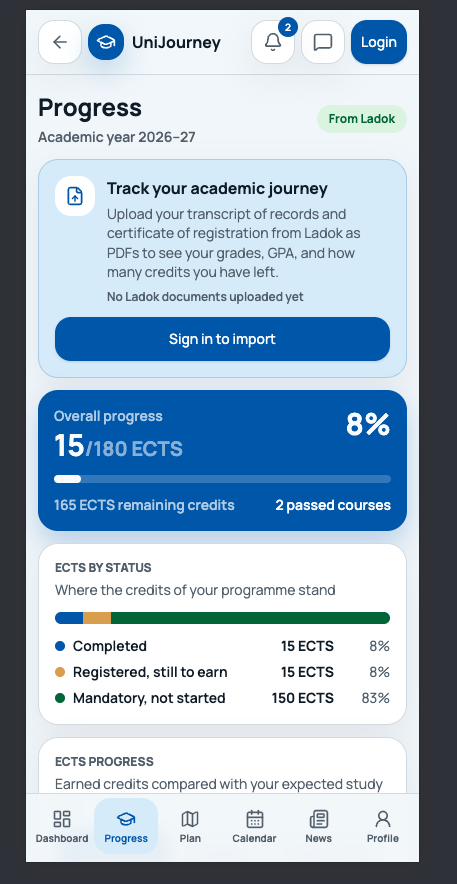 UniJourney
2
Login
Progress
Academic year 2026–27
From Ladok
Track your academic journey
Upload your transcript of records and
certificate of registration from Ladok as
PDFs to see your grades, GPA, and how
many credits you have left.
No Ladok documents uploaded yet
Sign in to import
Overall progress
8%
15/180 ECTS
165 ECTS remaining credits
2 passed courses
ECTS BY STATUS
Where the credits of your programme stand
Completed 15 ECTS 8%
Registered, still to earn 15 ECTS 8%
Mandatory, not started 150 ECTS 83%
ECTS PROGRESS
Earned credits compared with your expected study
Dashboard Progress Plan Calendar News Profile